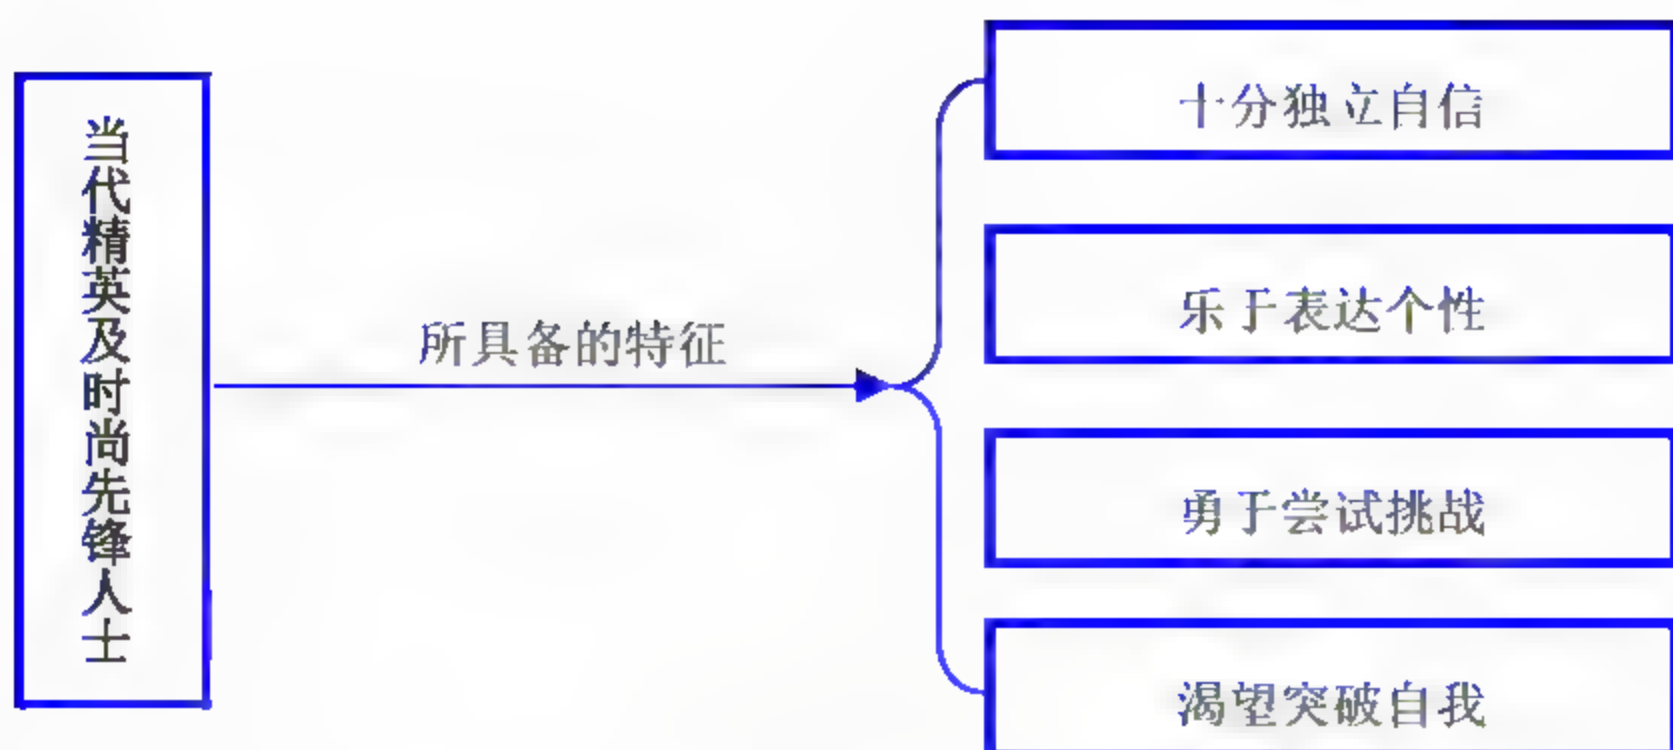 当代精英及时尚先锋人士
所具备的特征
十分独立自信
乐于表达个性
勇于尝试挑战
渴望突破自我